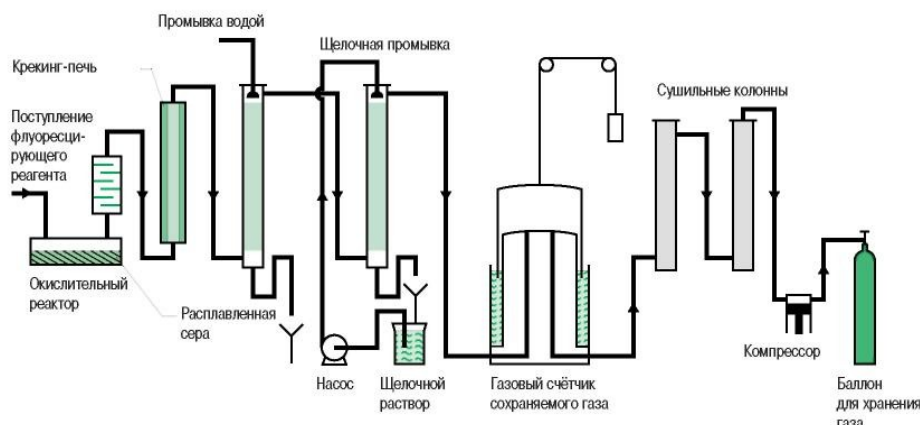 Промывка водой
Щелочная промывка
Крекинг-печь
Сушильные колонны
Поступление
флуоресци-
рующего
реагента
Окислительный
реактор
Расплавленная
сера
Насос
Щелочной
раствор
Газовый счётчик
сохраняемого газа
Компрессор
Баллон
для хранения
газа